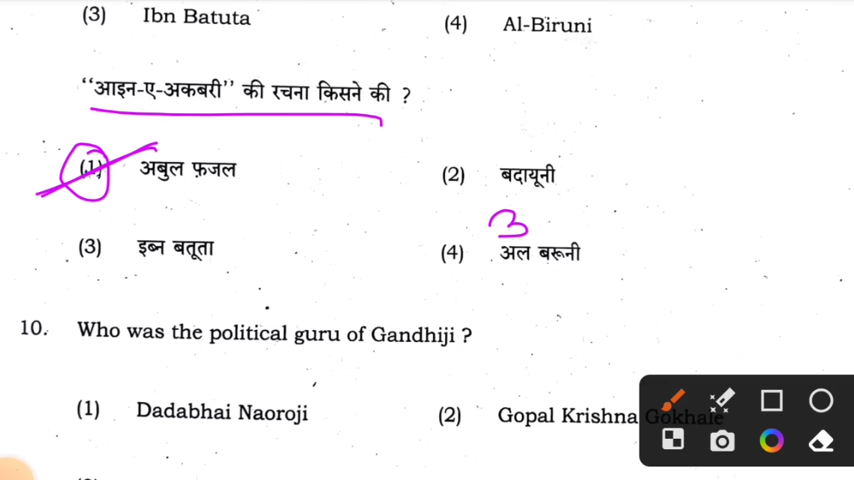 (3) Ibn Batuta (4) Al-Biruni
‘‘आइन-ए-अकबरी’’ की रचना किसने की ?
(1) अबुल फ़जल (2) बदायूनी
3
(3) इब्न बतूता (4) अल बरूनी
10. Who was the political guru of Gandhiji ?
(1) Dadabhai Naoroji (2) Gopal Krishna Gokhale